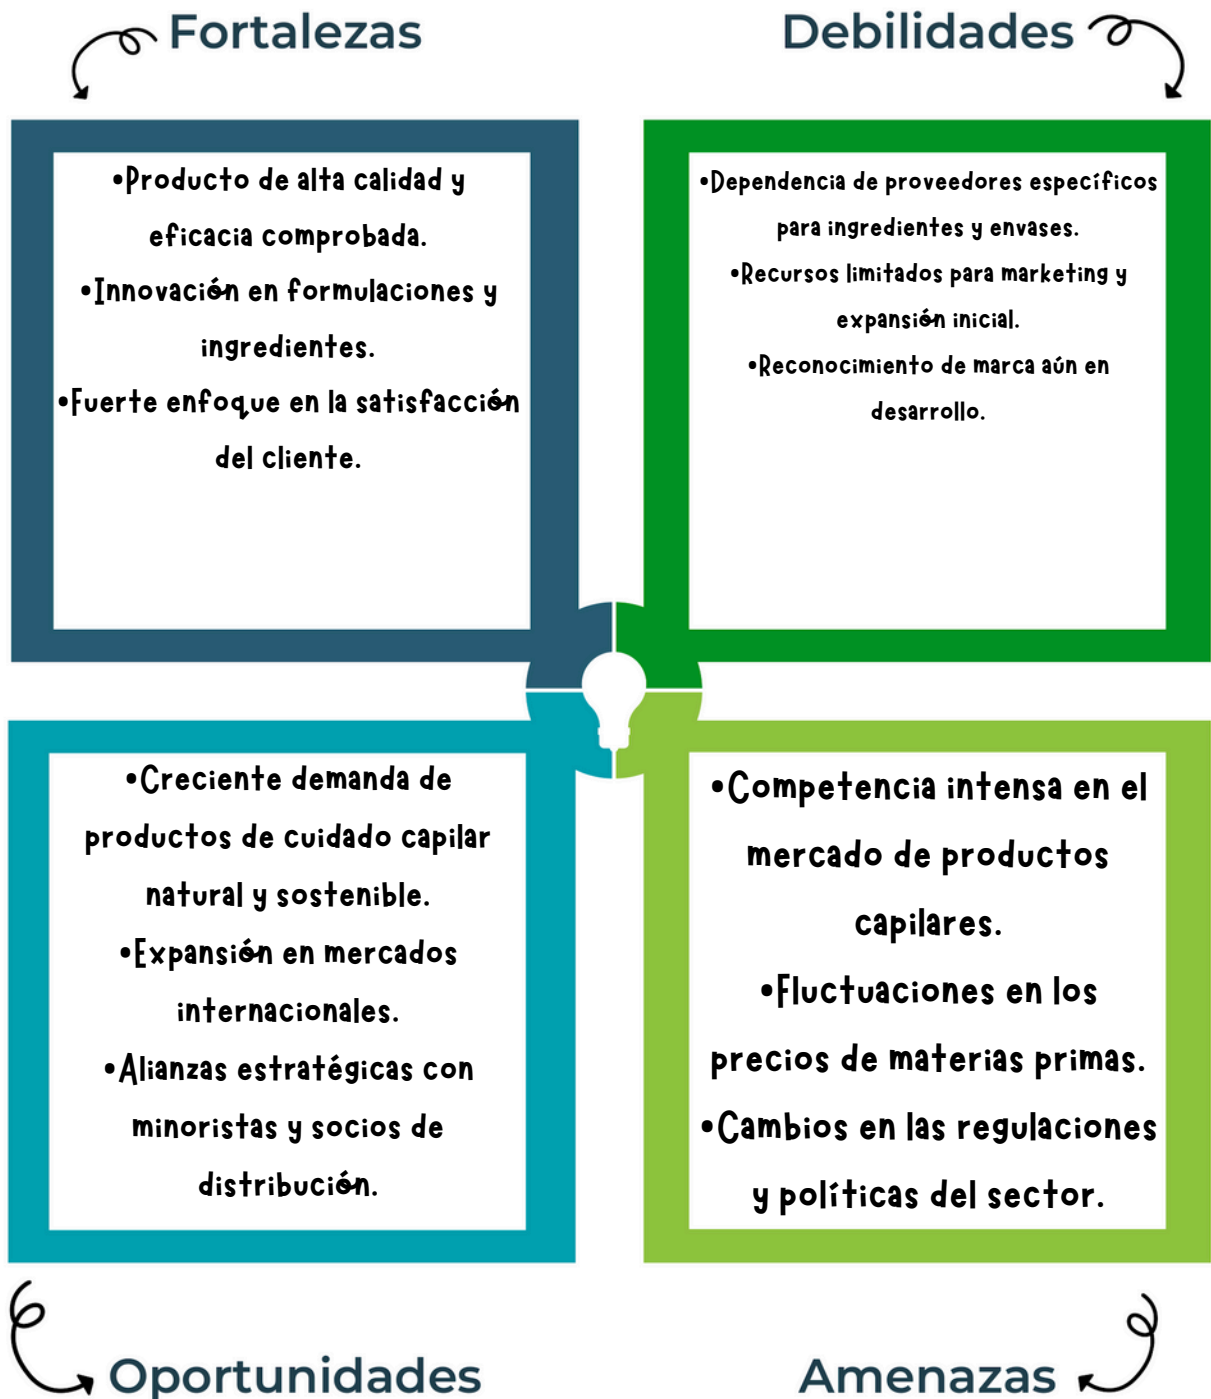 Fortalezas
•Producto de alta calidad y
eficacia comprobada.
•Innovación en formulaciones y
ingredientes.
•Fuerte enfoque en la satisfacción
del cliente.
Debilidades
•Dependencia de proveedores específicos
para ingredientes y envases.
•Recursos limitados para marketing y
expansión inicial.
•Reconocimiento de marca aún en
desarrollo.
•Creciente demanda de
productos de cuidado capilar
natural y sostenible.
•Expansión en mercados
internacionales.
•Alianzas estratégicas con
minoristas y socios de
distribución.
Oportunidades
•Competencia intensa en el
mercado de productos
capilares.
•Fluctuaciones en los
precios de materias primas.
•Cambios en las regulaciones
y políticas del sector.
Amenazas